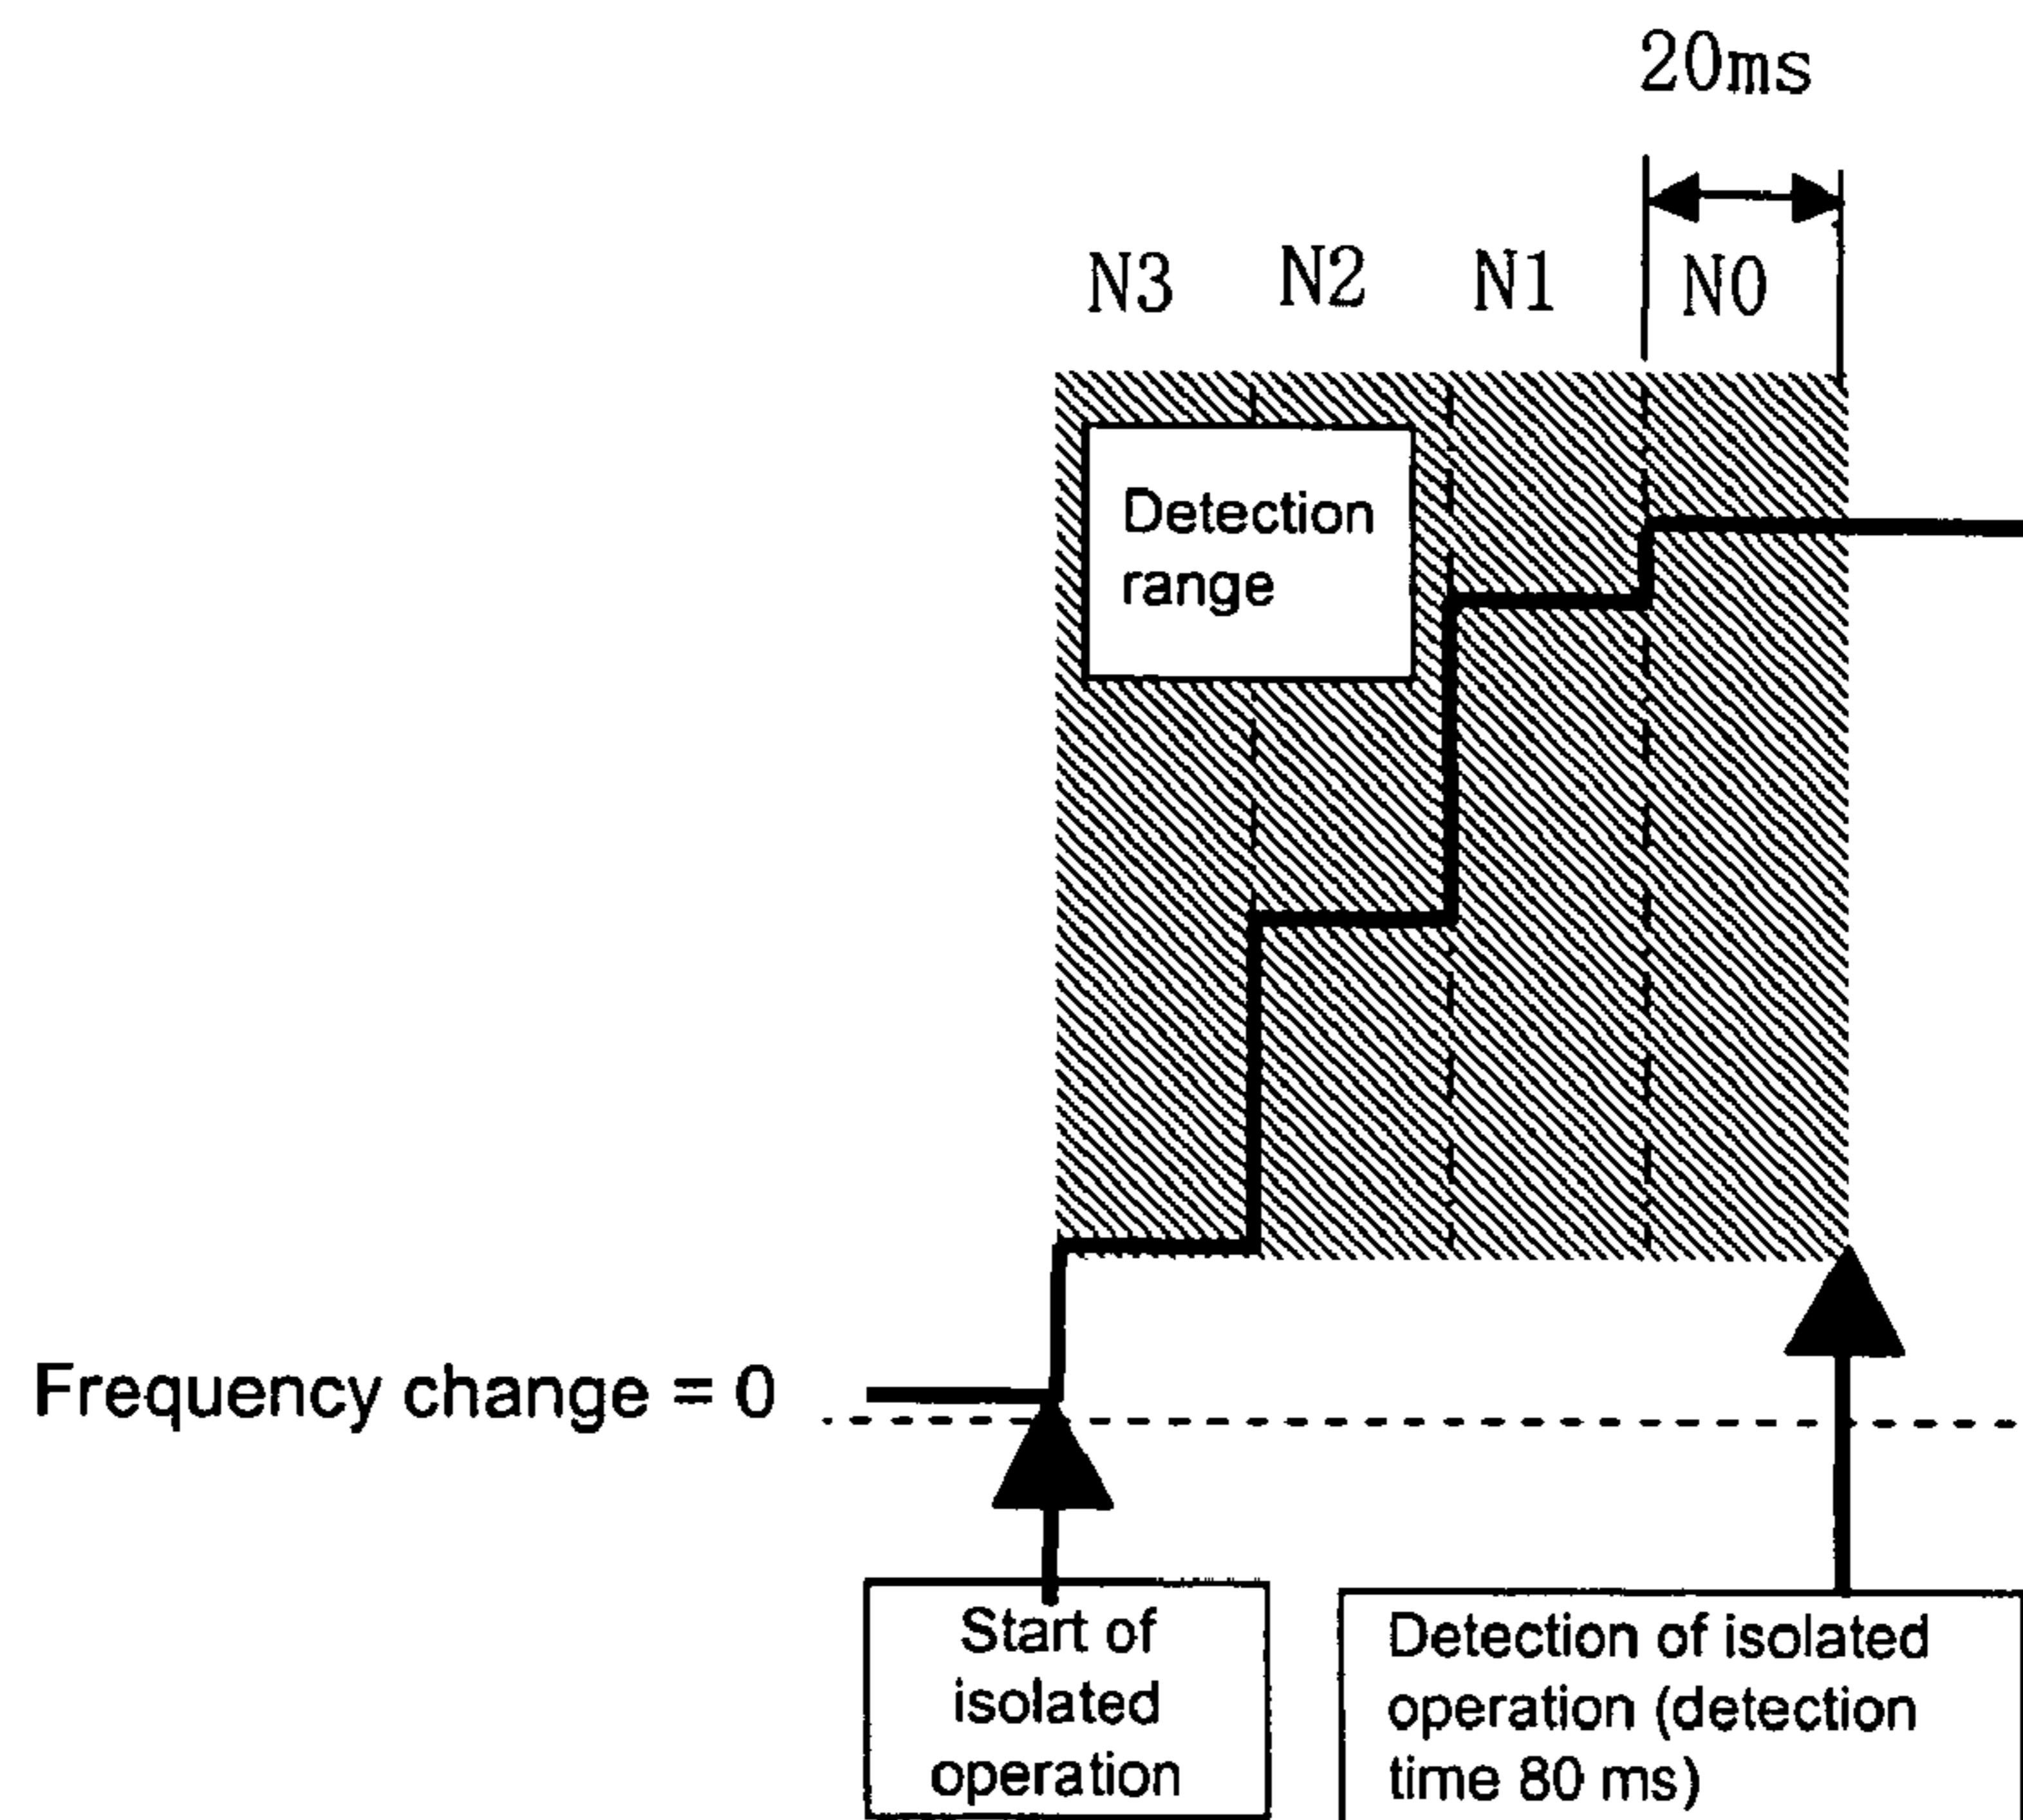 20ms
N3 N2 N1 N0
Detection
range
Frequency change = 0
Start of
isolated
operation
Detection of isolated
operation (detection
time 80 ms)